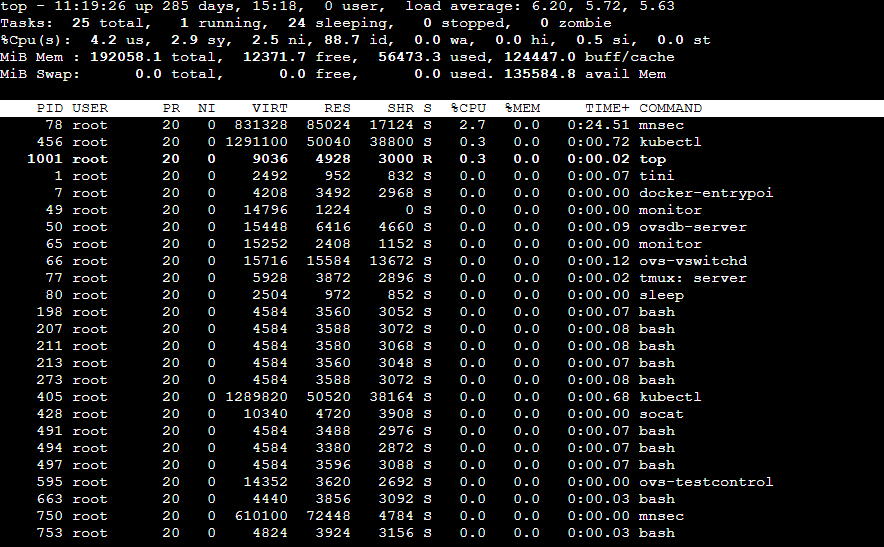 top - 11:19:26 up 285 days, 15:18,  0 user,  load average: 6.20, 5.72, 5.63
Tasks:  25 total,   1 running,  24 sleeping,   0 stopped,   0 zombie
%Cpu(s):  4.2 us,  2.9 sy,  2.5 ni, 88.7 id,  0.0 wa,  0.0 hi,  0.5 si,  0.0 st
MiB Mem : 192058.1 total,  12371.7 free,  56473.3 used, 124447.0 buff/cache
MiB Swap:      0.0 total,      0.0 free,      0.0 used. 135584.8 avail Mem
PID USER      PR  NI    VIRT    RES    SHR S  %CPU  %MEM     TIME+ COMMAND
78 root      20   0  831328  85024  17124 S   2.7   0.0   0:24.51 mnsec
456 root      20   0 1291100  50040  38800 S   0.3   0.0   0:00.72 kubectl
1001 root      20   0    9036   4928   3000 R   0.3   0.0   0:00.02 top
1 root      20   0    2492    952    832 S   0.0   0.0   0:00.07 tini
7 root      20   0    4208   3492   2968 S   0.0   0.0   0:00.00 docker-entrypoi
49 root      20   0   14796   1224      0 S   0.0   0.0   0:00.00 monitor
50 root      20   0   15448   6416   4660 S   0.0   0.0   0:00.09 ovsdb-server
65 root      20   0   15252   2408   1152 S   0.0   0.0   0:00.00 monitor
66 root      20   0   15716  15584  13672 S   0.0   0.0   0:00.12 ovs-vswitchd
77 root      20   0    5928   3872   2896 S   0.0   0.0   0:00.02 tmux: server
80 root      20   0    2504    972    852 S   0.0   0.0   0:00.00 sleep
198 root      20   0    4584   3560   3052 S   0.0   0.0   0:00.07 bash
207 root      20   0    4584   3588   3072 S   0.0   0.0   0:00.08 bash
211 root      20   0    4584   3580   3068 S   0.0   0.0   0:00.08 bash
213 root      20   0    4584   3560   3048 S   0.0   0.0   0:00.07 bash
273 root      20   0    4584   3588   3072 S   0.0   0.0   0:00.08 bash
405 root      20   0 1289820  50520  38164 S   0.0   0.0   0:00.68 kubectl
428 root      20   0   10340   4720   3908 S   0.0   0.0   0:00.00 socat
491 root      20   0    4584   3488   2976 S   0.0   0.0   0:00.07 bash
494 root      20   0    4584   3380   2872 S   0.0   0.0   0:00.07 bash
497 root      20   0    4584   3596   3088 S   0.0   0.0   0:00.07 bash
595 root      20   0   14352   3620   2692 S   0.0   0.0   0:00.00 ovs-testcontrol
663 root      20   0    4440   3856   3092 S   0.0   0.0   0:00.03 bash
750 root      20   0  610100  72448   4784 S   0.0   0.0   0:00.00 mnsec
753 root      20   0    4824   3924   3156 S   0.0   0.0   0:00.03 bash